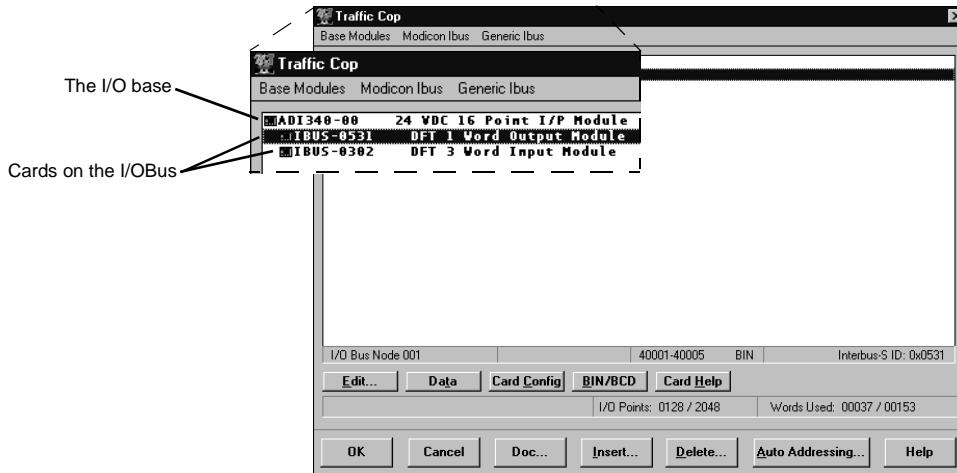 Traffic Cop
Base Modules Modicon Ibus Generic Ibus
Traffic Cop
Base Modules Modicon Ibus Generic Ibus
The I/O base
ADI340-00 24 VDC 16 Point I/P Module
IBUS-0531 DFT 1 Word Output Module
IBUS-0302 DFT 3 Word Input Module
Cards on the I/OBus
I/O Bus Node 001 40001-40005 BIN Interbus-S ID: 0x0531
Edit... Data Card Config BIN/BCD Card Help
I/O Points: 0128 / 2048 Words Used: 00037 / 00153
OK Cancel Doc... Insert... Delete... Auto Addressing... Help